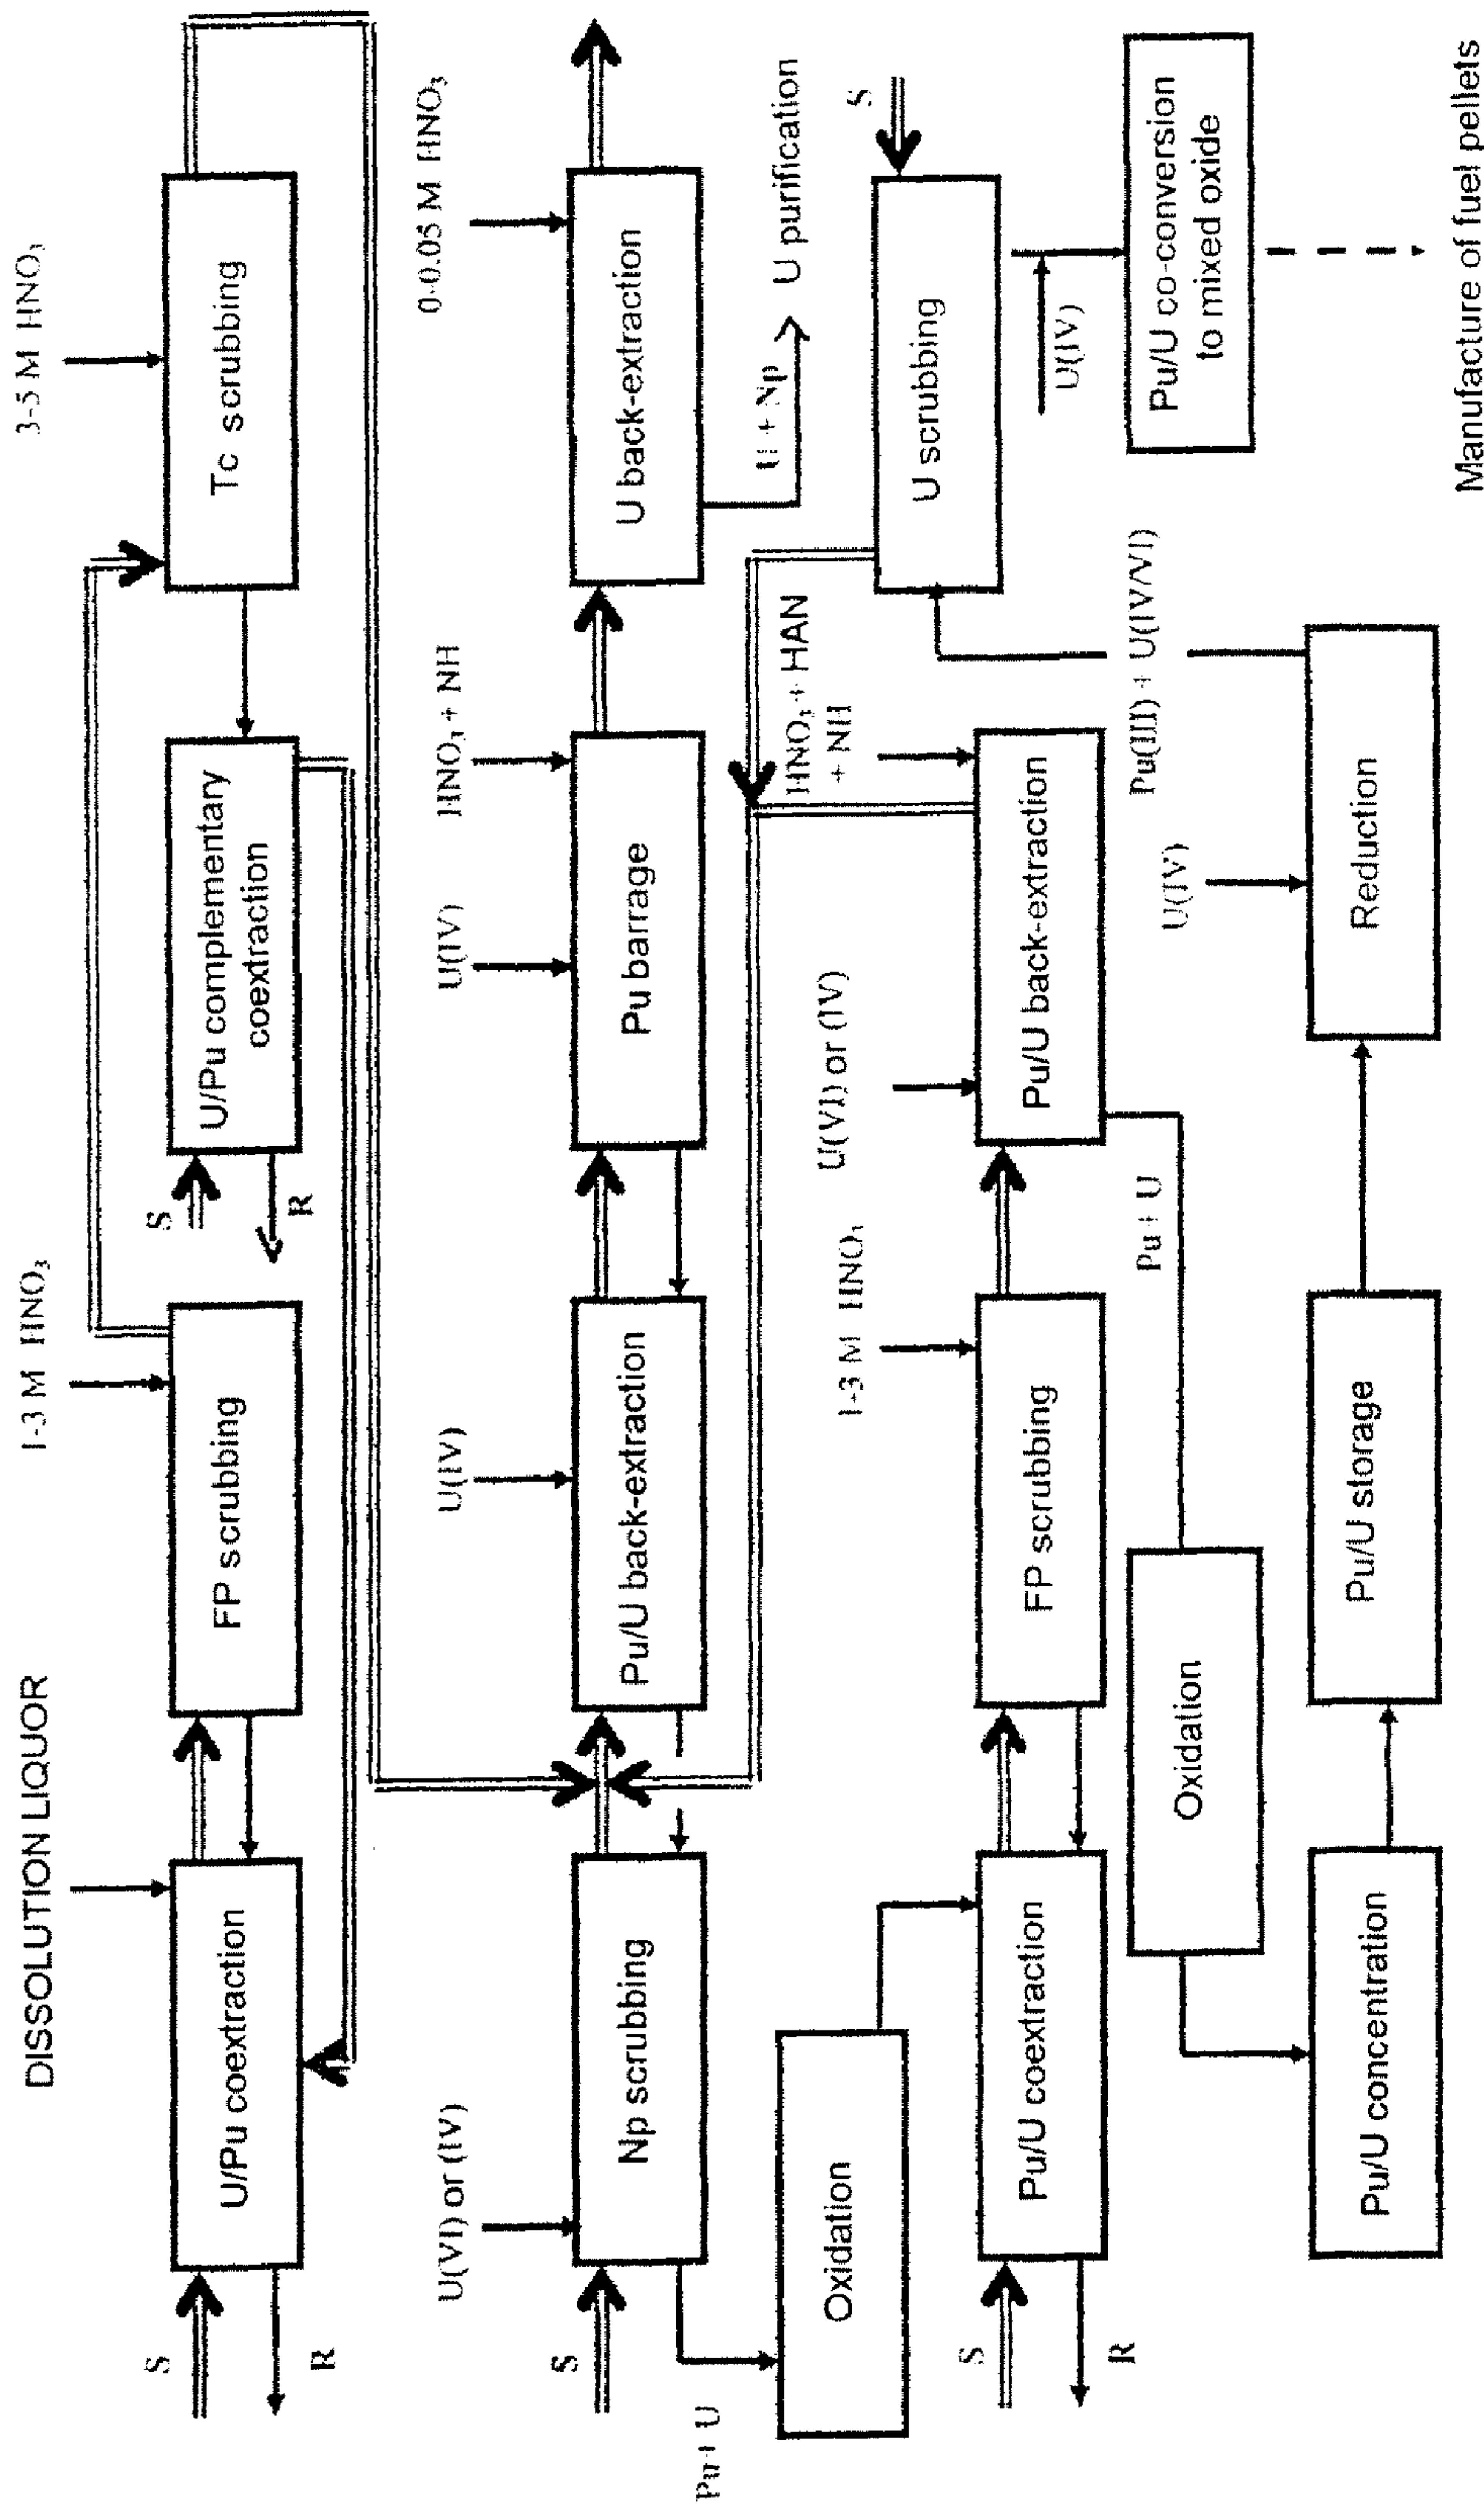 DISSOLUTION LIQUOR
1-3 M HNO₃
3-5 M HNO₃
U/Pu coextraction
FP scrubbing
U/Pu complementary
coextraction
Tc scrubbing
S
R
S
R
U(VI) or (IV)
U(IV)
U(IV)
HNO₃ + NH
0-0.05 M HNO₃
Np scrubbing
Pu/U back-extraction
Pu barrage
U back-extraction
S
Pu + U
U + Np
U purification
Oxidation
1-3 M HNO₃
U(VI) or (IV)
HNO₃ + HAN
+ NH
S
Pu/U coextraction
FP scrubbing
Pu/U back-extraction
U scrubbing
S
R
Pu + U
Oxidation
U(IV)
Pu(III) + U(IV/VI)
U(IV)
Pu/U co-conversion
to mixed oxide
Pu/U concentration
Pu/U storage
Reduction
Manufacture of fuel pellets